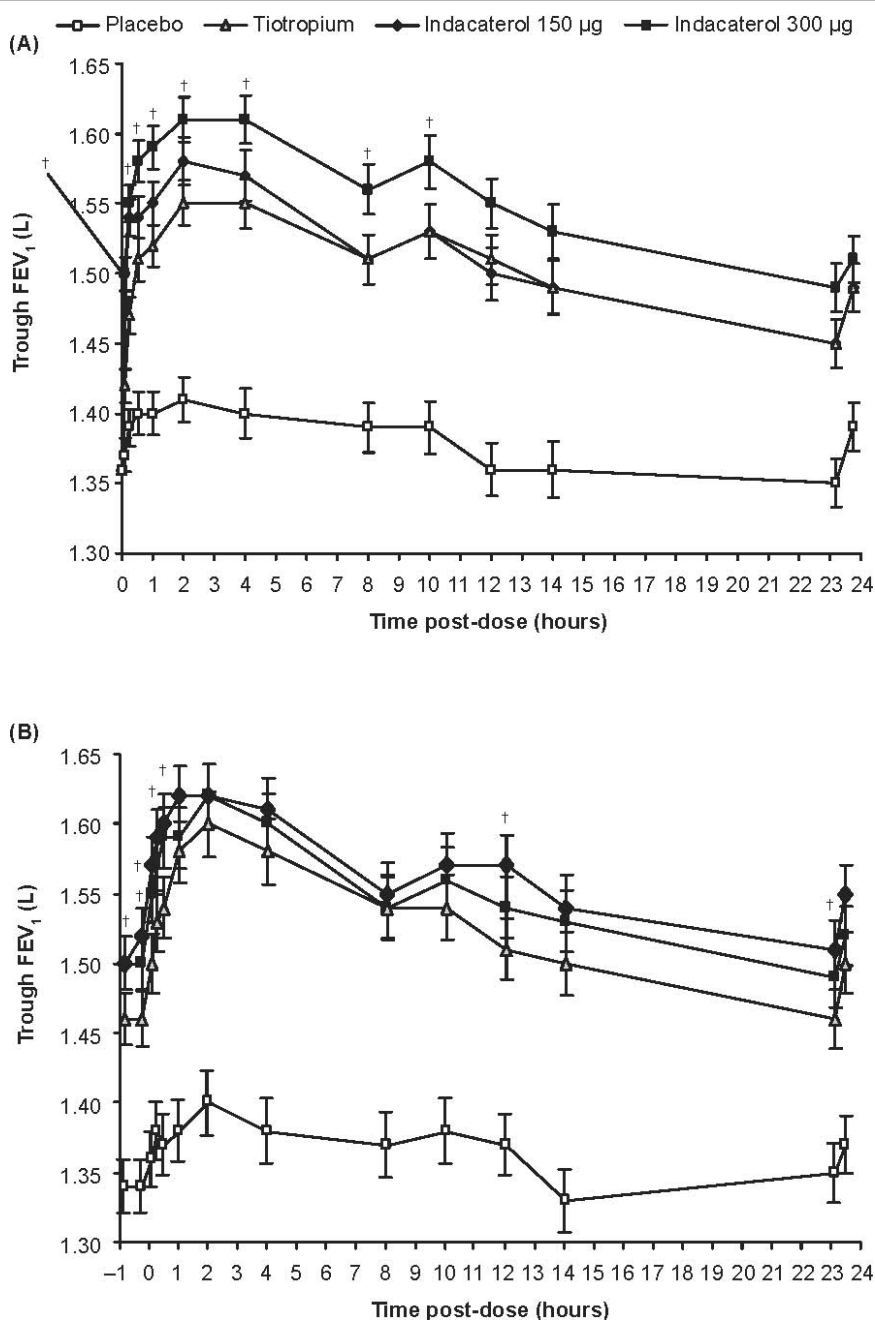 Placebo Tiotropium Indacaterol 150 µg Indacaterol 300 µg
(A)
1.65
1.60
1.55
1.50
1.45
1.40
1.35
1.30
Trough FEV₁ (L)
† † † † † † † †
0 1 2 3 4 5 6 7 8 9 10 11 12 13 14 15 16 17 18 19 20 21 22 23 24
Time post-dose (hours)
(B)
1.65
1.60
1.55
1.50
1.45
1.40
1.35
1.30
Trough FEV₁ (L)
† † † † † † †
–1 0 1 2 3 4 5 6 7 8 9 10 11 12 13 14 15 16 17 18 19 20 21 22 23 24
Time post-dose (hours)